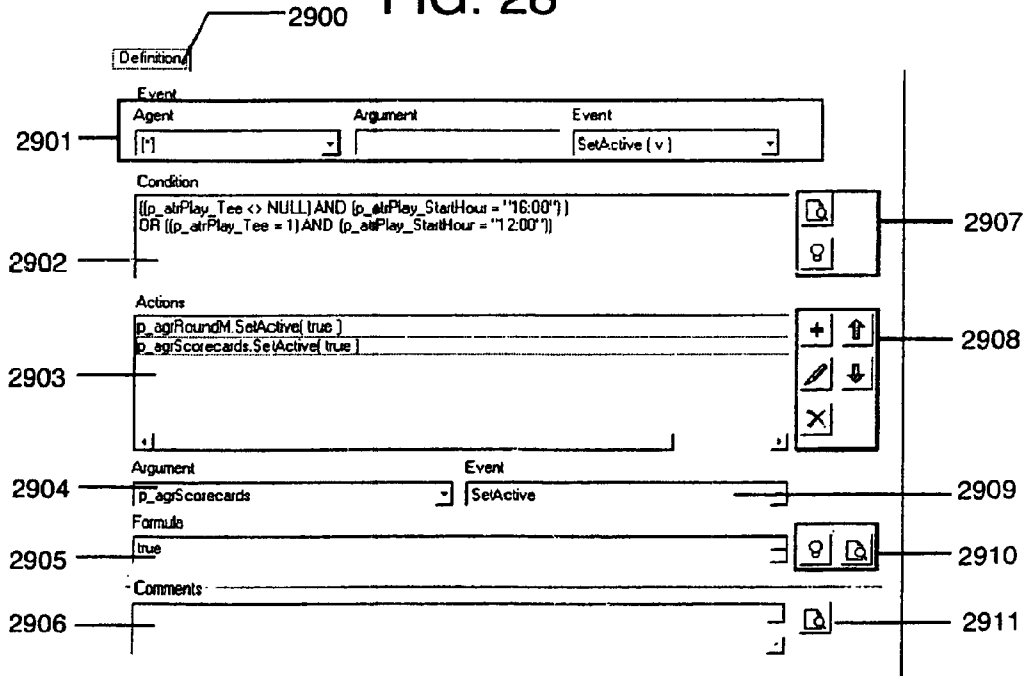 FIG. 28
2900
Definition
Event
Agent Argument Event
2901
[*] SetActive ( v )
Condition
((p_atrPlay_Tee <> NULL) AND (p_atrPlay_StartHour = "16:00") )
OR ((p_atrPlay_Tee = 1) AND (p_atrPlay_StartHour = "12:00"))
2907
2902
Actions
p_agrRoundM.SetActive( true )
p_agrScorecards.SetActive( true )
2908
2903
Argument Event
2904 p_agrScorecards SetActive 2909
Formula
true
2905 2910
Comments
2906 2911